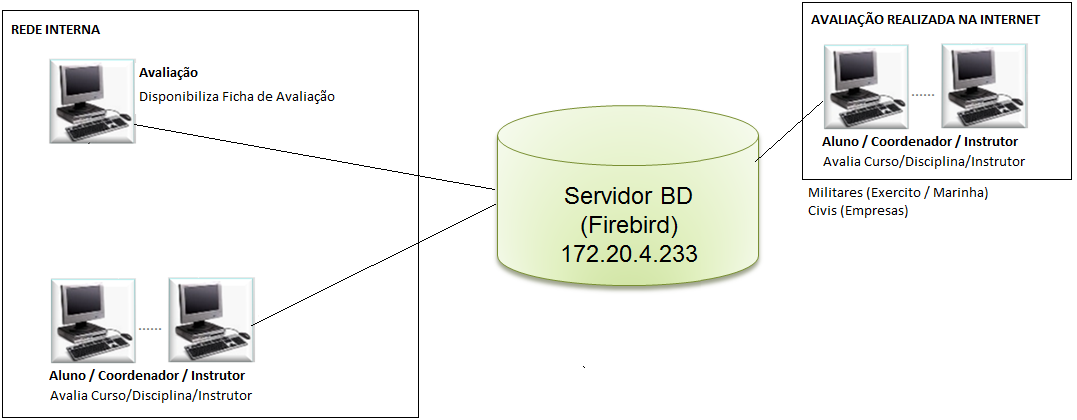 REDE INTERNA
Avaliação
Disponibiliza Ficha de Avaliação
Aluno / Coordenador / Instrutor
Avalia Curso/Disciplina/Instrutor
Servidor BD
(Firebird)
172.20.4.233
AVALIAÇÃO REALIZADA NA INTERNET
Aluno / Coordenador / Instrutor
Avalia Curso/Disciplina/Instrutor
Militares (Exercito / Marinha)
Civis (Empresas)